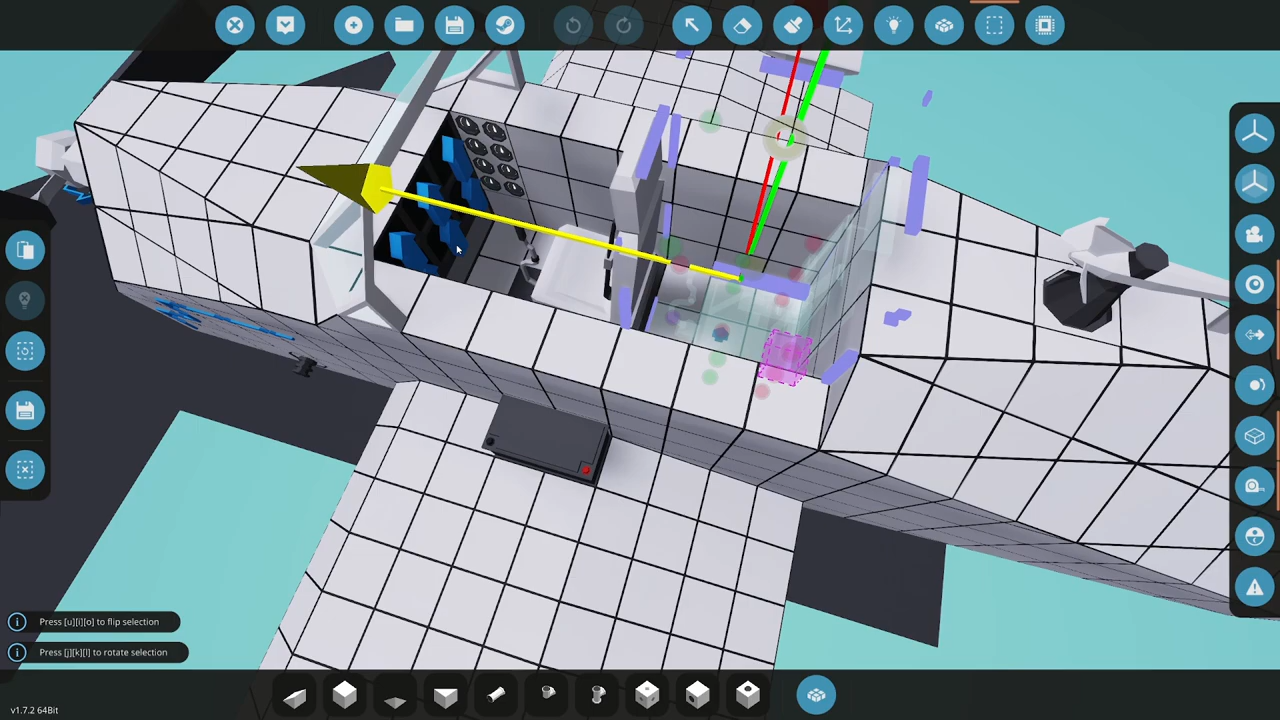 Press [u][i][o] to flip selection
Press [j][k][l] to rotate selection
v1.7.2 64Bit